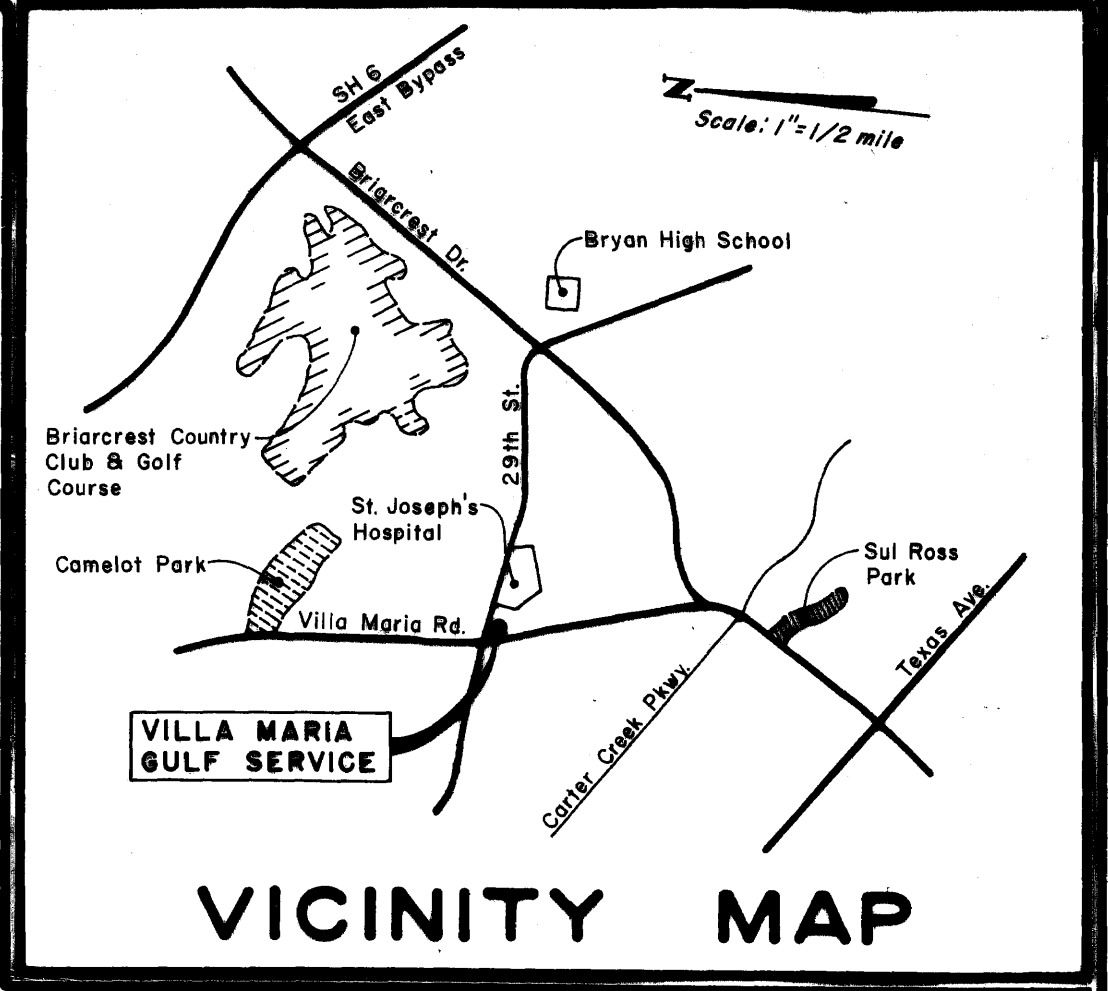 SH 6
East Bypass
N
Scale: 1"=1/2 mile
Briarcrest Dr.
Bryan High School
29th St.
Briarcrest Country
Club & Golf
Course
St. Joseph's
Hospital
Camelot Park
Sul Ross
Park
Villa Maria Rd.
Texas Ave.
Carter Creek Pkwy.
VILLA MARIA
GULF SERVICE
VICINITY MAP